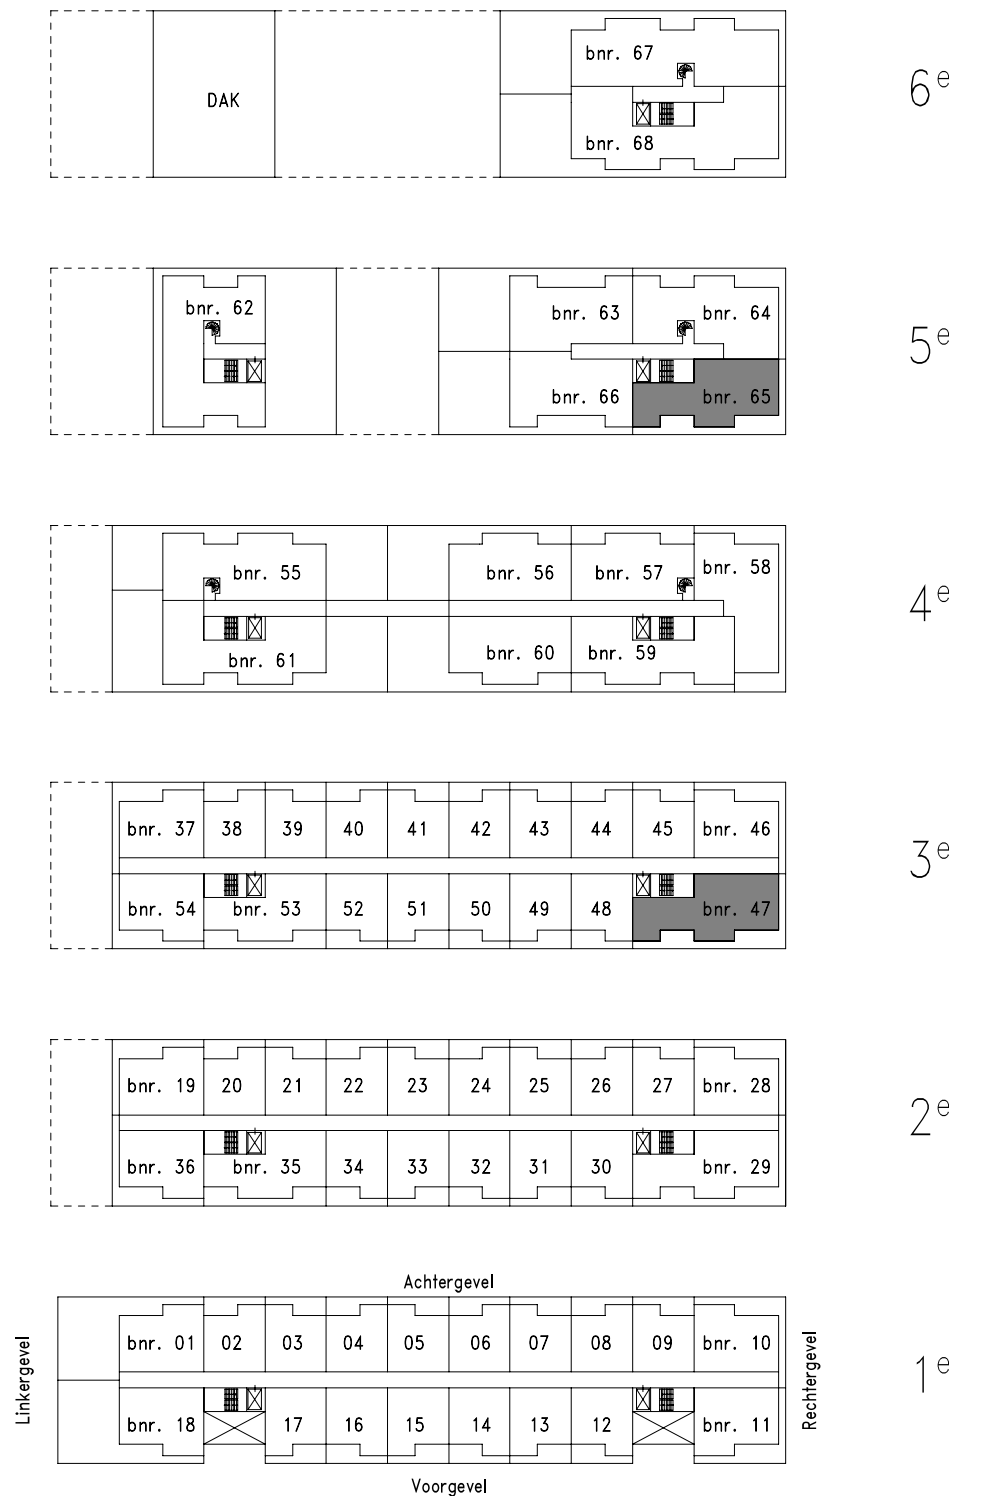 bnr. 67
6e
DAK
bnr. 68
bnr. 62
bnr. 63
bnr. 64
5e
bnr. 66
bnr. 65
bnr. 55
bnr. 56
bnr. 57
bnr. 58
4e
bnr. 61
bnr. 60
bnr. 59
bnr. 37 38 39 40 41 42 43 44 45 bnr. 46
3e
bnr. 54 bnr. 53 52 51 50 49 48 bnr. 47
bnr. 19 20 21 22 23 24 25 26 27 bnr. 28
2e
bnr. 36 bnr. 35 34 33 32 31 30 bnr. 29
Achtergevel
bnr. 01 02 03 04 05 06 07 08 09 bnr. 10
Linkergevel
Rechtergevel
1e
bnr. 18 17 16 15 14 13 12 bnr. 11
Voorgevel